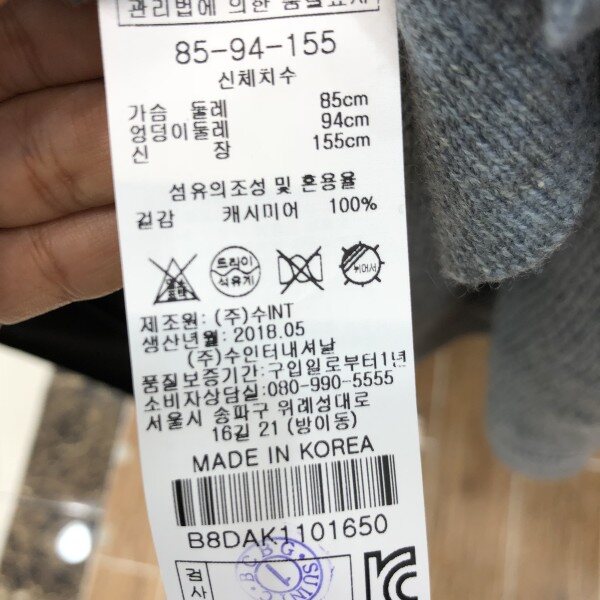 관리법에 의한 품질표시
85-94-155
신체치수
가슴 둘레 85cm
엉덩이둘레 94cm
신 장 155cm
섬유의조성 및 혼용율
겉감 캐시미어 100%
드라이
석유계
제조원: (주)수INT
생산년월: 2018.05
(주)수인터내셔날
품질보증기간:구입일로부터1년
소비자상담실:080-990-5555
서울시 송파구 위례성대로
16길 21 (방이동)
MADE IN KOREA
B8DAK1101650
검사
BCBG
SUN
1